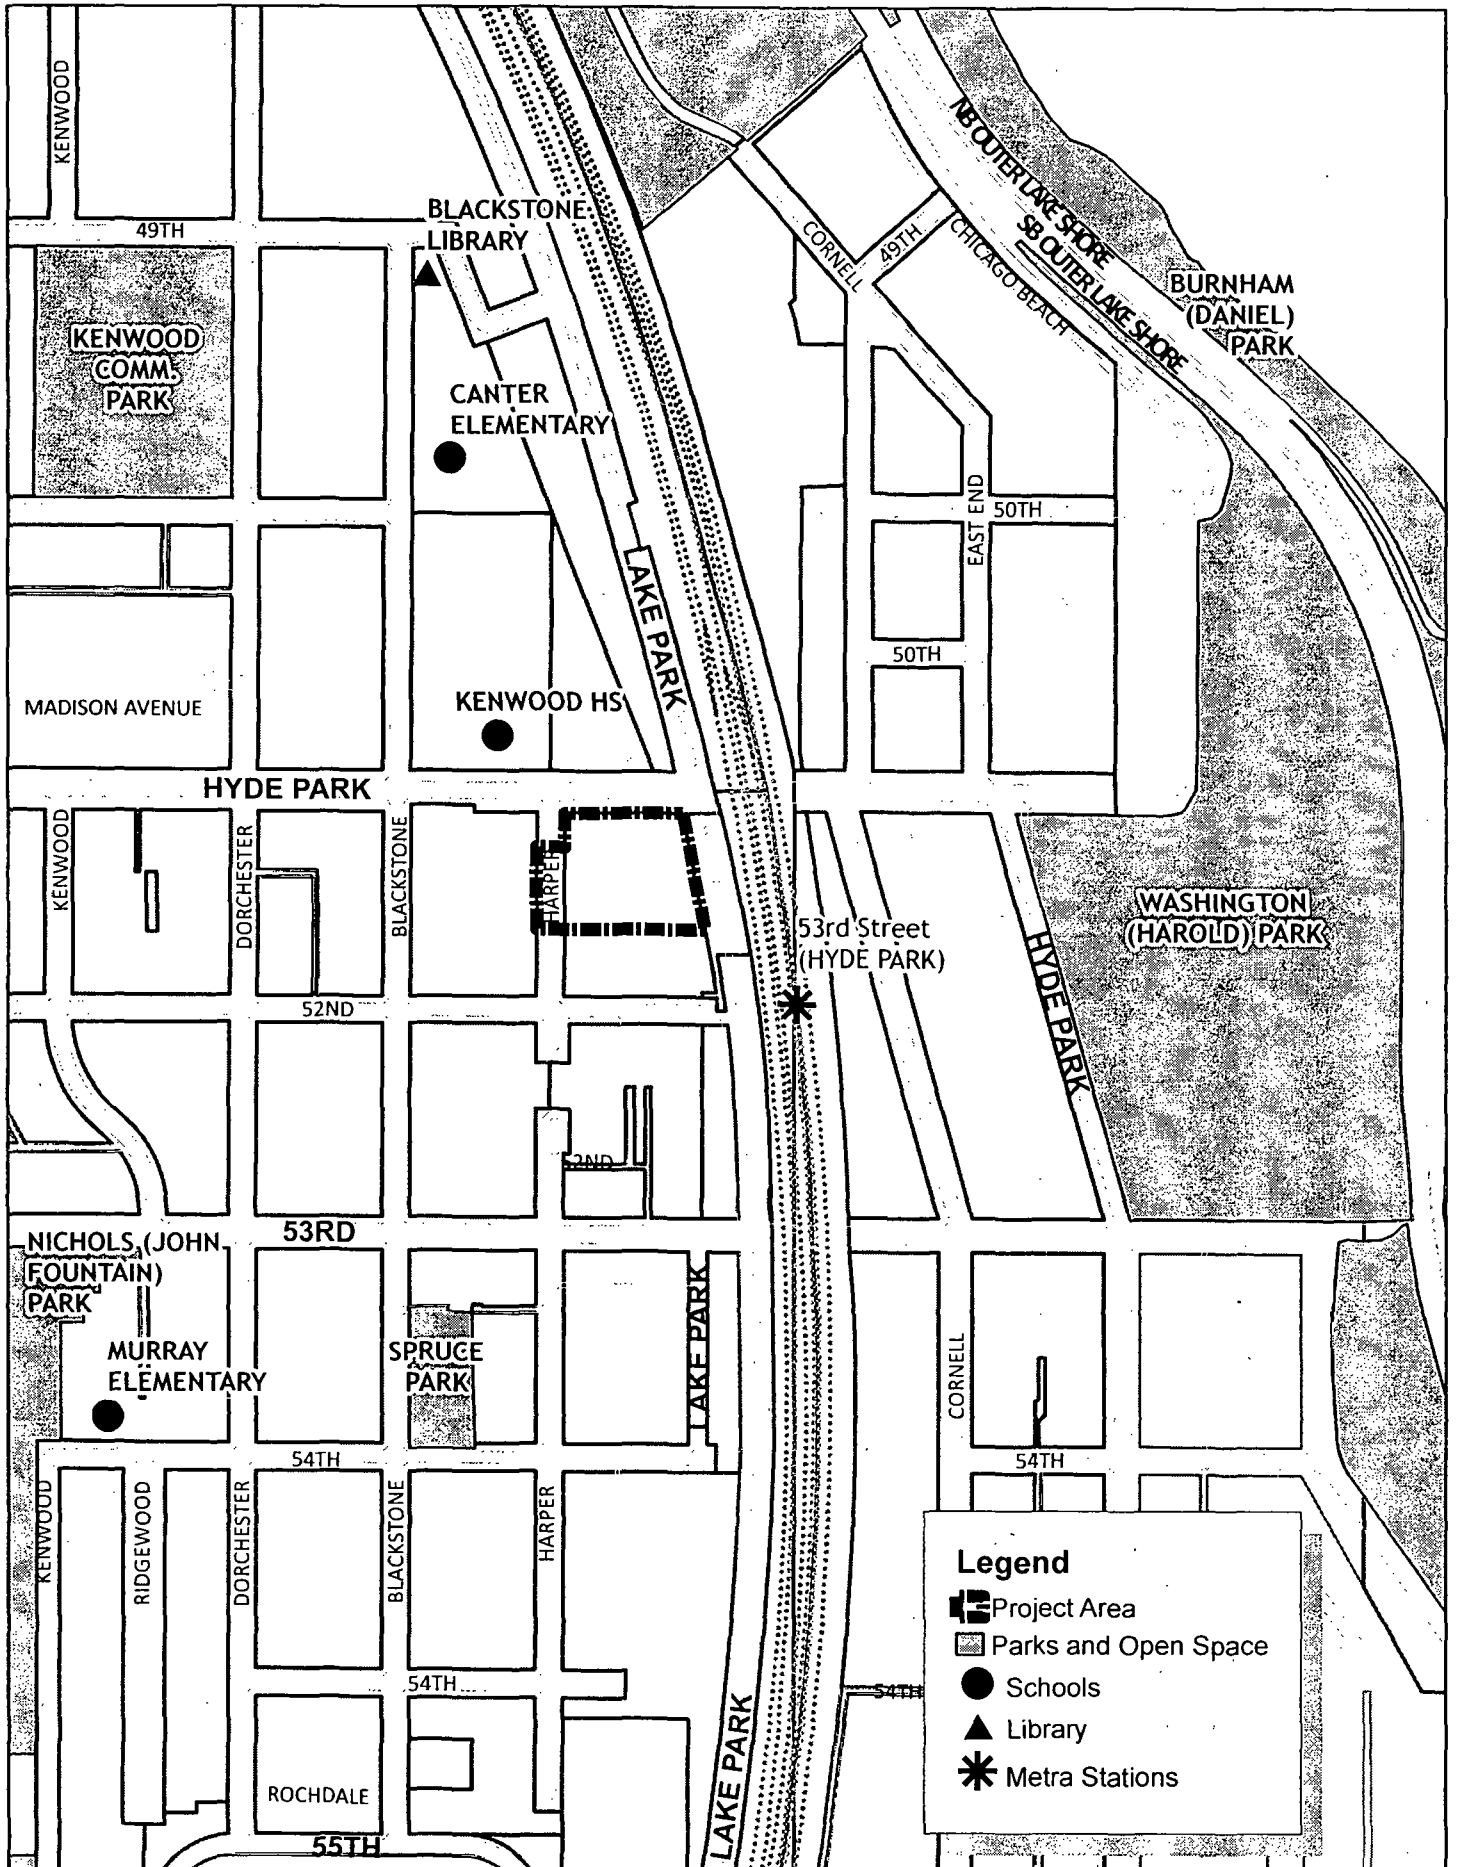 KENWOOD
NB OUTER LAKE SHORE
SB OUTER LAKE SHORE
BLACKSTONE
LIBRARY
49TH
CORNELL
49TH
CHICAGO BEACH
BURNHAM
(DANIEL)
PARK
KENWOOD
COMM.
PARK
CANTER
ELEMENTARY
EAST END
50TH
LAKE PARK
50TH
MADISON AVENUE
KENWOOD HS
HYDE PARK
KENWOOD
DORCHESTER
BLACKSTONE
HARPER
53rd Street
(HYDE PARK)
WASHINGTON
(HAROLD) PARK
HYDE PARK
52ND
52ND
53RD
NICHOLS (JOHN
FOUNTAIN)
PARK
MURRAY
ELEMENTARY
SPRUCE
PARK
LAKE PARK
CORNELL
54TH
54TH
KENWOOD
RIDGEWOOD
DORCHESTER
BLACKSTONE
HARPER
54TH
54TH
ROCHDALE
LAKE PARK
55TH
Legend
Project Area
Parks and Open Space
Schools
Library
Metra Stations